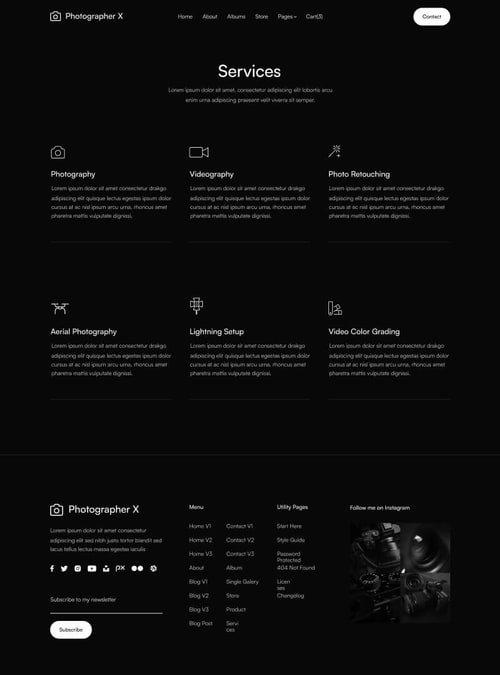 Photographer X
Home About Albums Store Pages Cart(3)
Contact
Services
Lorem ipsum dolor sit amet, consectetur adipiscing elit lobortis arcu
enim urna adipiscing praesent velit viverra sit semper.
Photography
Lorem ipsum dolor sit amet consectetur drakgo
adipiscing elit quisque lectus egestas ipsum dolor
cursus at ac nisl ipsum arcu urna, rhoncus amet
pharetra mattis vulputate dignissi.
Videography
Lorem ipsum dolor sit amet consectetur drakgo
adipiscing elit quisque lectus egestas ipsum dolor
cursus at ac nisl ipsum arcu urna, rhoncus amet
pharetra mattis vulputate dignissi.
Photo Retouching
Lorem ipsum dolor sit amet consectetur drakgo
adipiscing elit quisque lectus egestas ipsum dolor
cursus at ac nisl ipsum arcu urna, rhoncus amet
pharetra mattis vulputate dignissi.
Aerial Photography
Lorem ipsum dolor sit amet consectetur drakgo
adipiscing elit quisque lectus egestas ipsum dolor
cursus at ac nisl ipsum arcu urna, rhoncus amet
pharetra mattis vulputate dignissi.
Lightning Setup
Lorem ipsum dolor sit amet consectetur drakgo
adipiscing elit quisque lectus egestas ipsum dolor
cursus at ac nisl ipsum arcu urna, rhoncus amet
pharetra mattis vulputate dignissi.
Video Color Grading
Lorem ipsum dolor sit amet consectetur drakgo
adipiscing elit quisque lectus egestas ipsum dolor
cursus at ac nisl ipsum arcu urna, rhoncus amet
pharetra mattis vulputate dignissi.
Photographer X
Lorem ipsum dolor sit amet consectetur
adipiscing elit sed nibh justo tortor blandit sed
lacus tellus lectus massa egestas iaculis
Subscribe to my newsletter
Subscribe
Menu
Home V1
Home V2
Home V3
About
Blog V1
Blog V2
Blog V3
Blog Post
Contact V1
Contact V2
Contact V3
Album
Single Galery
Store
Product
Servi
ces
Utility Pages
Start Here
Style Guide
Password
Protected
404 Not Found
Licen
ses
Changelog
Follow me on Instagram